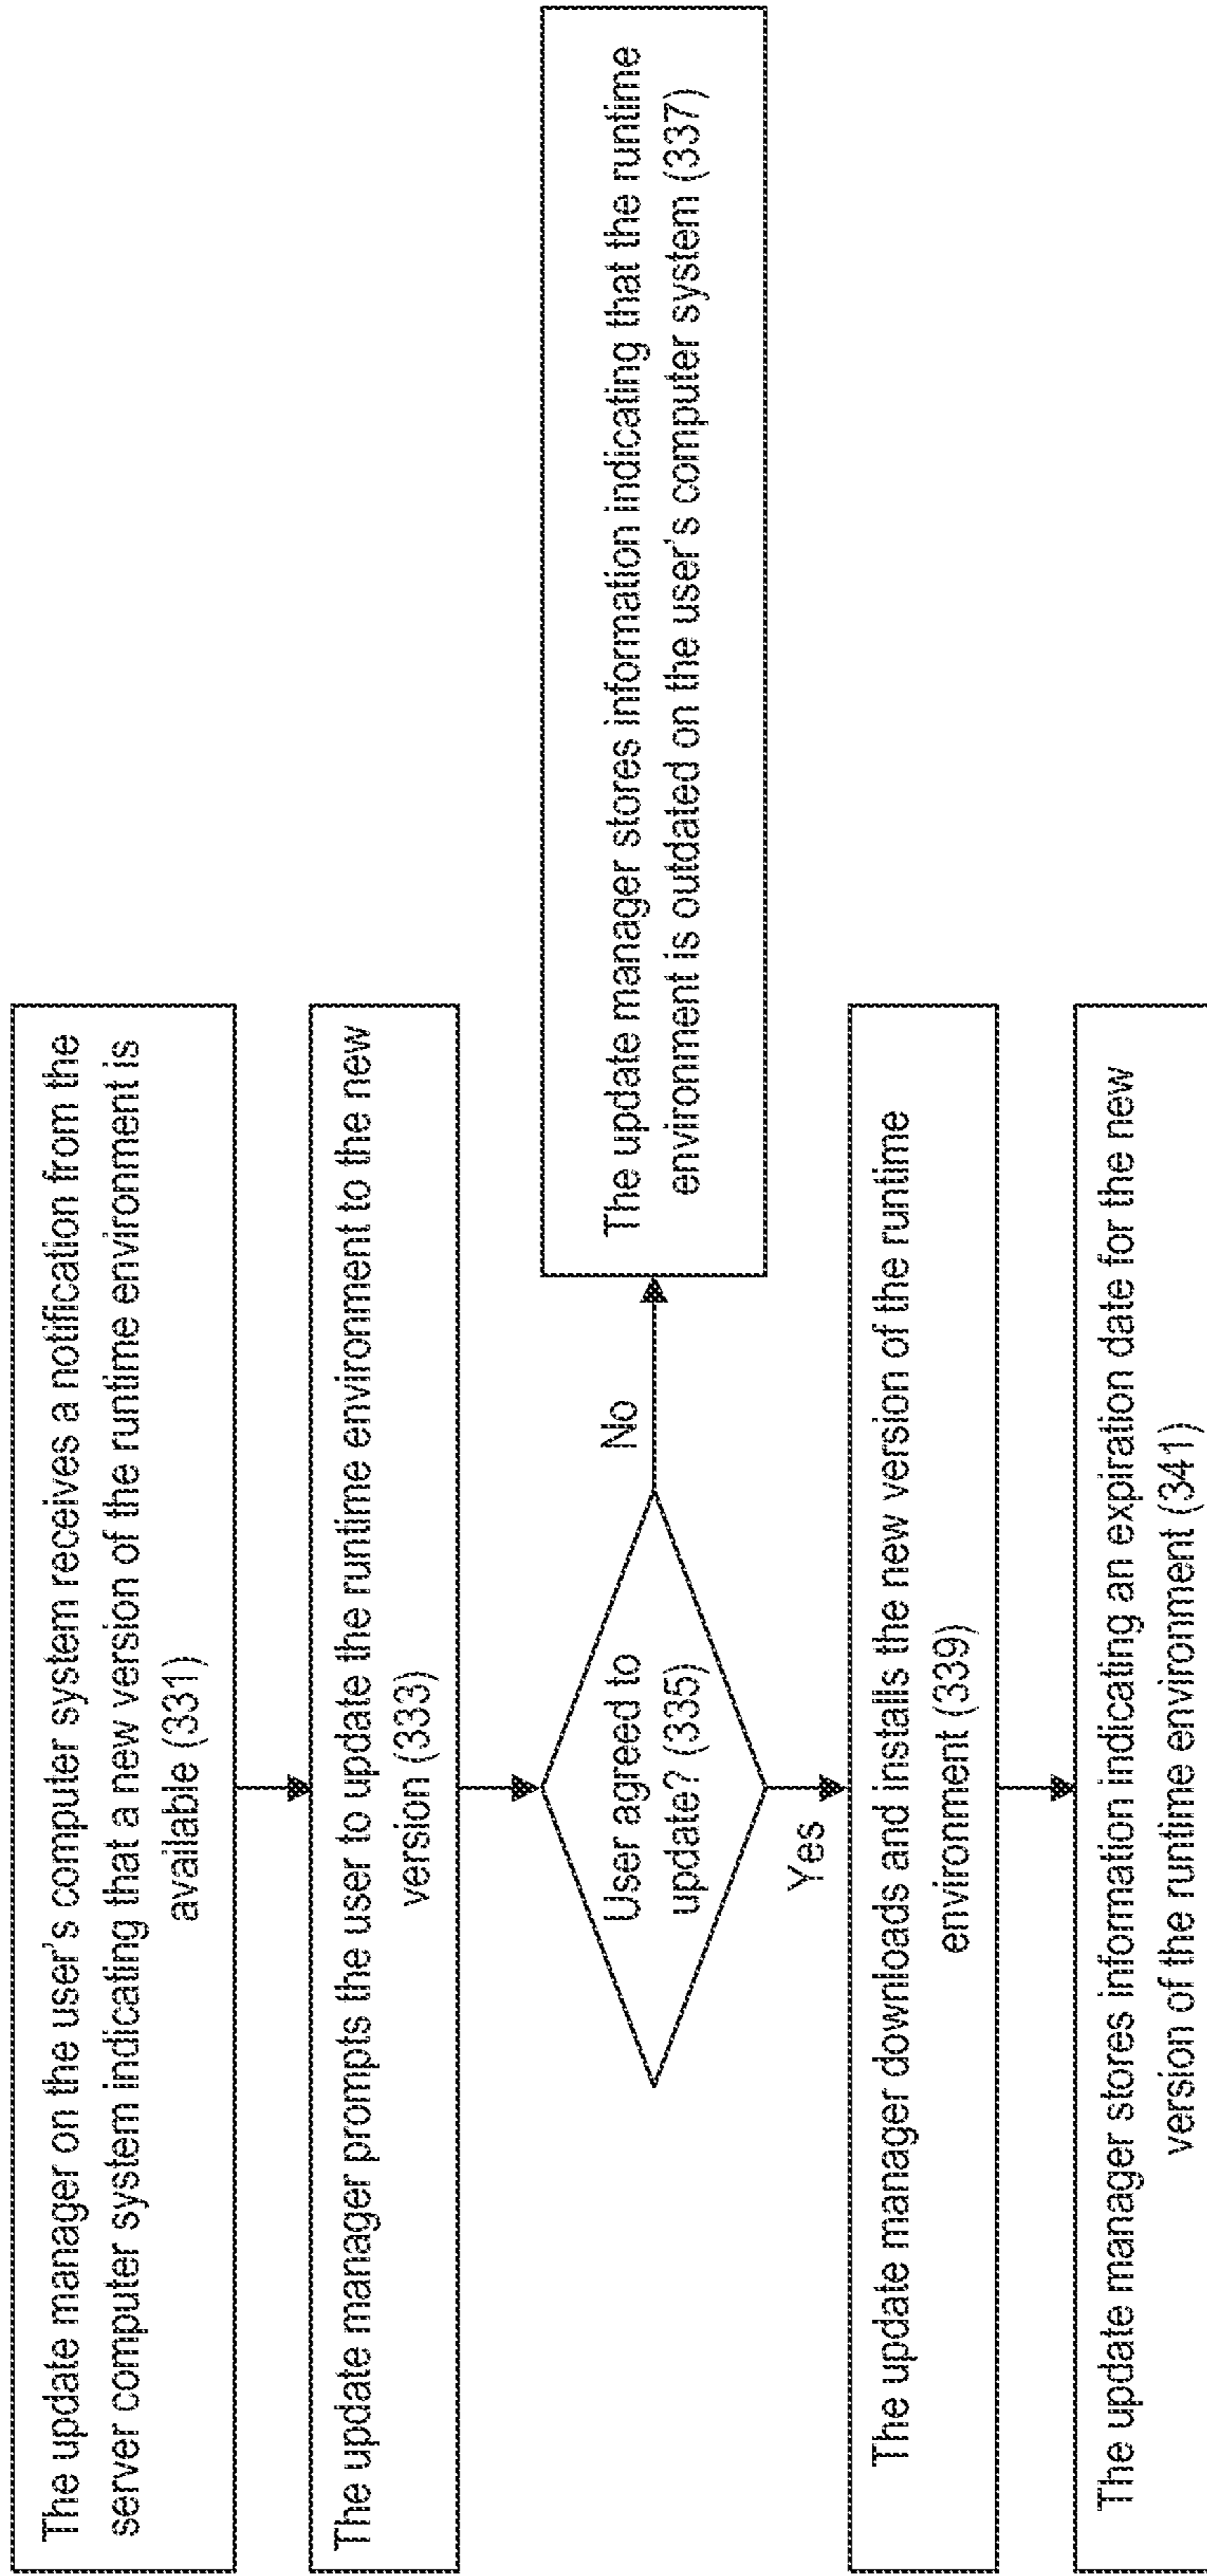 The update manager on the user's computer system receives a notification from the
server computer system indicating that a new version of the runtime environment is
available (331)
The update manager prompts the user to update the runtime environment to the new
version (333)
User agreed to
update? (335)
No
The update manager stores information indicating that the runtime
environment is outdated on the user's computer system (337)
Yes
The update manager downloads and installs the new version of the runtime
environment (339)
The update manager stores information indicating an expiration date for the new
version of the runtime environment (341)